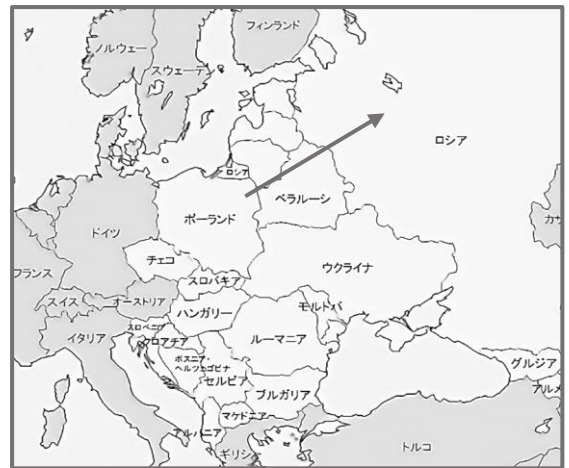 フィンランド
ノルウェー
スウェーデン
ロシア
ロシア
ベラルーシ
ポーランド
カザ
ドイツ
チェコ
ウクライナ
フランス
スロバキア
スイス
オーストリア
モルドバ
ハンガリー
スロベニア
イタリア
クロアチア
ルーマニア
ボスニア・
ヘルツェゴビナ
グルジア
セルビア
ブルガリア
アルメ
マケドニア
アルバニア
ギリシャ
トルコ